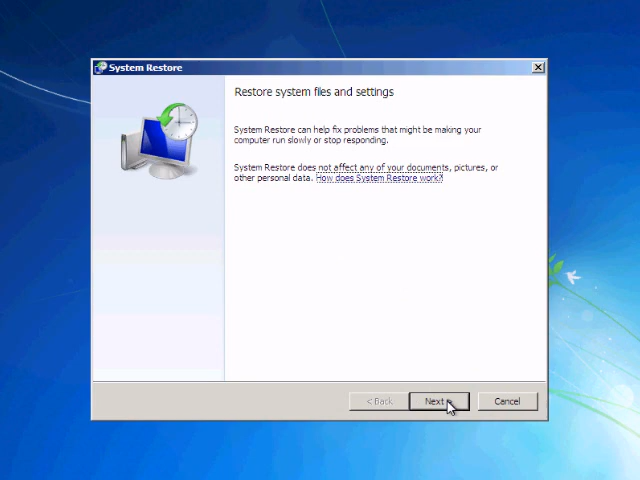 System Restore
Restore system files and settings
System Restore can help fix problems that might be making your
computer run slowly or stop responding.
System Restore does not affect any of your documents, pictures, or
other personal data. How does System Restore work?
< Back
Next >
Cancel